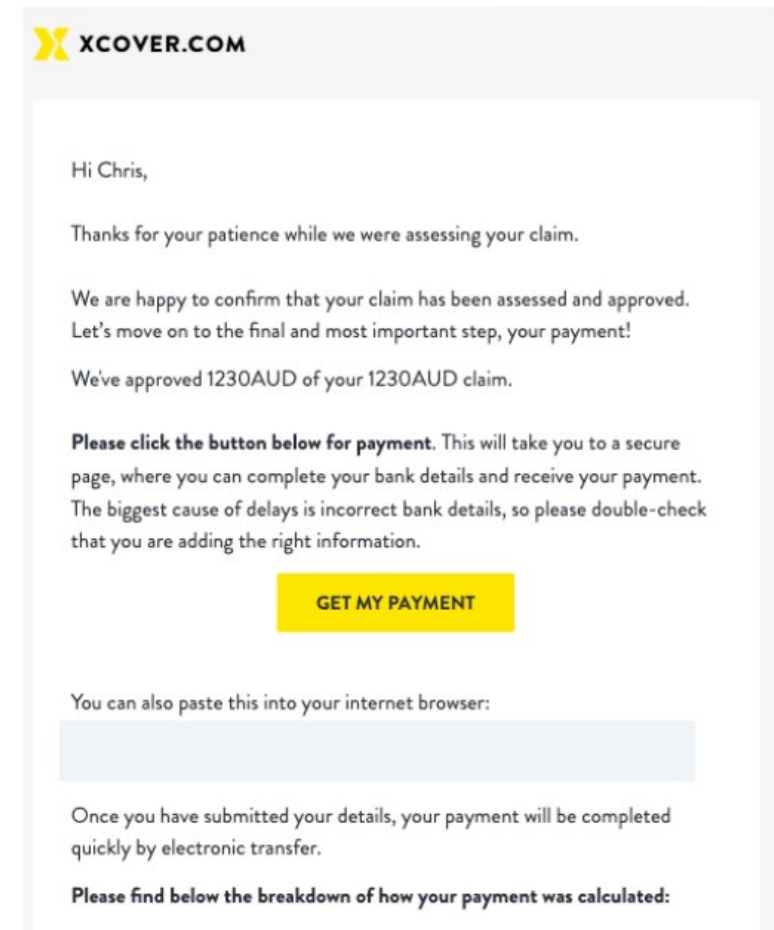 XCOVER.COM
Hi Chris,
Thanks for your patience while we were assessing your claim.
We are happy to confirm that your claim has been assessed and approved.
Let's move on to the final and most important step, your payment!
We've approved 1230AUD of your 1230AUD claim.
Please click the button below for payment. This will take you to a secure
page, where you can complete your bank details and receive your payment.
The biggest cause of delays is incorrect bank details, so please double-check
that you are adding the right information.
GET MY PAYMENT
You can also paste this into your internet browser:
Once you have submitted your details, your payment will be completed
quickly by electronic transfer.
Please find below the breakdown of how your payment was calculated: